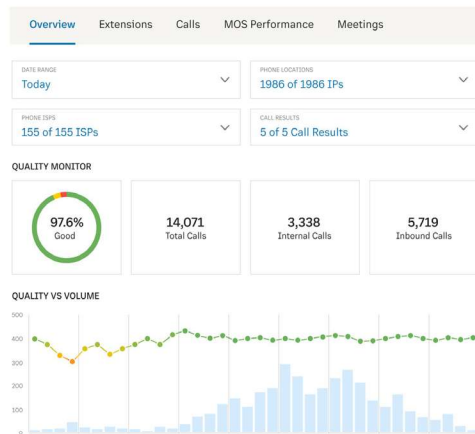 Overview Extensions Calls MOS Performance Meetings
DATE RANGE
Today
PHONE LOCATIONS
1986 of 1986 IPs
PHONE ISPS
155 of 155 ISPs
CALL RESULTS
5 of 5 Call Results
QUALITY MONITOR
97.6%
Good
14,071
Total Calls
3,338
Internal Calls
5,719
Inbound Calls
QUALITY VS VOLUME
500
400
300
200
100
0